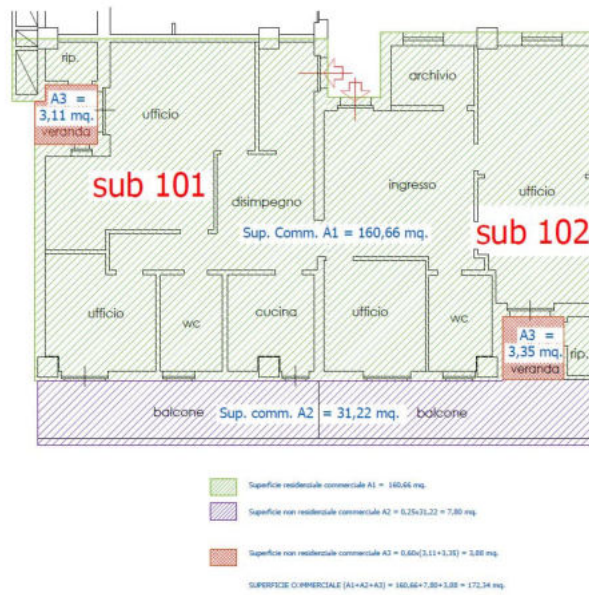 rip.
archivio
A3 =
3,11 mq.
veranda
ufficio
sub 101
ingresso
ufficio
disimpegno
Sup. Comm. A1 = 160,66 mq.
sub 102
ufficio
wc
cucina
ufficio
wc
A3 =
3,35 mq.
veranda
rip.
balcone
Sup. comm. A2 = 31,22 mq.
balcone
Superficie residenziale commerciale A1 = 160,66 mq.
Superficie non residenziale commerciale A2 = 0,25x31,22 = 7,80 mq.
Superficie non residenziale commerciale A3 = 0,60x(3,11+3,35) = 3,88 mq.
SUPERFICIE COMMERCIALE (A1+A2+A3) = 160,66+7,80+3,88 = 172,34 mq.